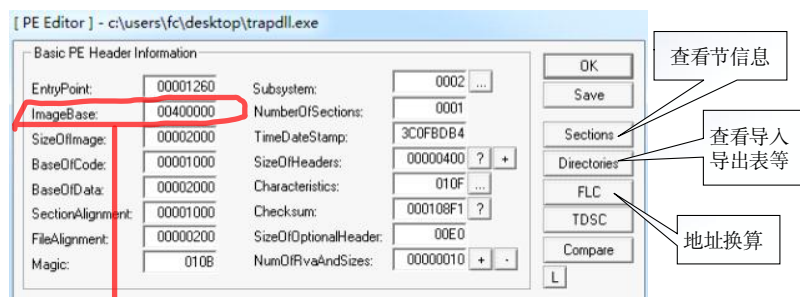 [ PE Editor ] - c:\users\fc\desktop\trapdll.exe
Basic PE Header Information
EntryPoint: 00001260 Subsystem: 0002 ... OK
ImageBase: 00400000 NumberOfSections: 0001 Save
SizeOfImage: 00002000 TimeDateStamp: 3C0FBDB4 Sections
BaseOfCode: 00001000 SizeOfHeaders: 00000400 ? + Directories
BaseOfData: 00002000 Characteristics: 010F ... FLC
SectionAlignment: 00001000 Checksum: 000108F1 ? TDSC
FileAlignment: 00000200 SizeOfOptionalHeader: 00E0 Compare
Magic: 010B NumOfRvaAndSizes: 00000010 + - L
查看节信息
查看导入
导出表等
地址换算